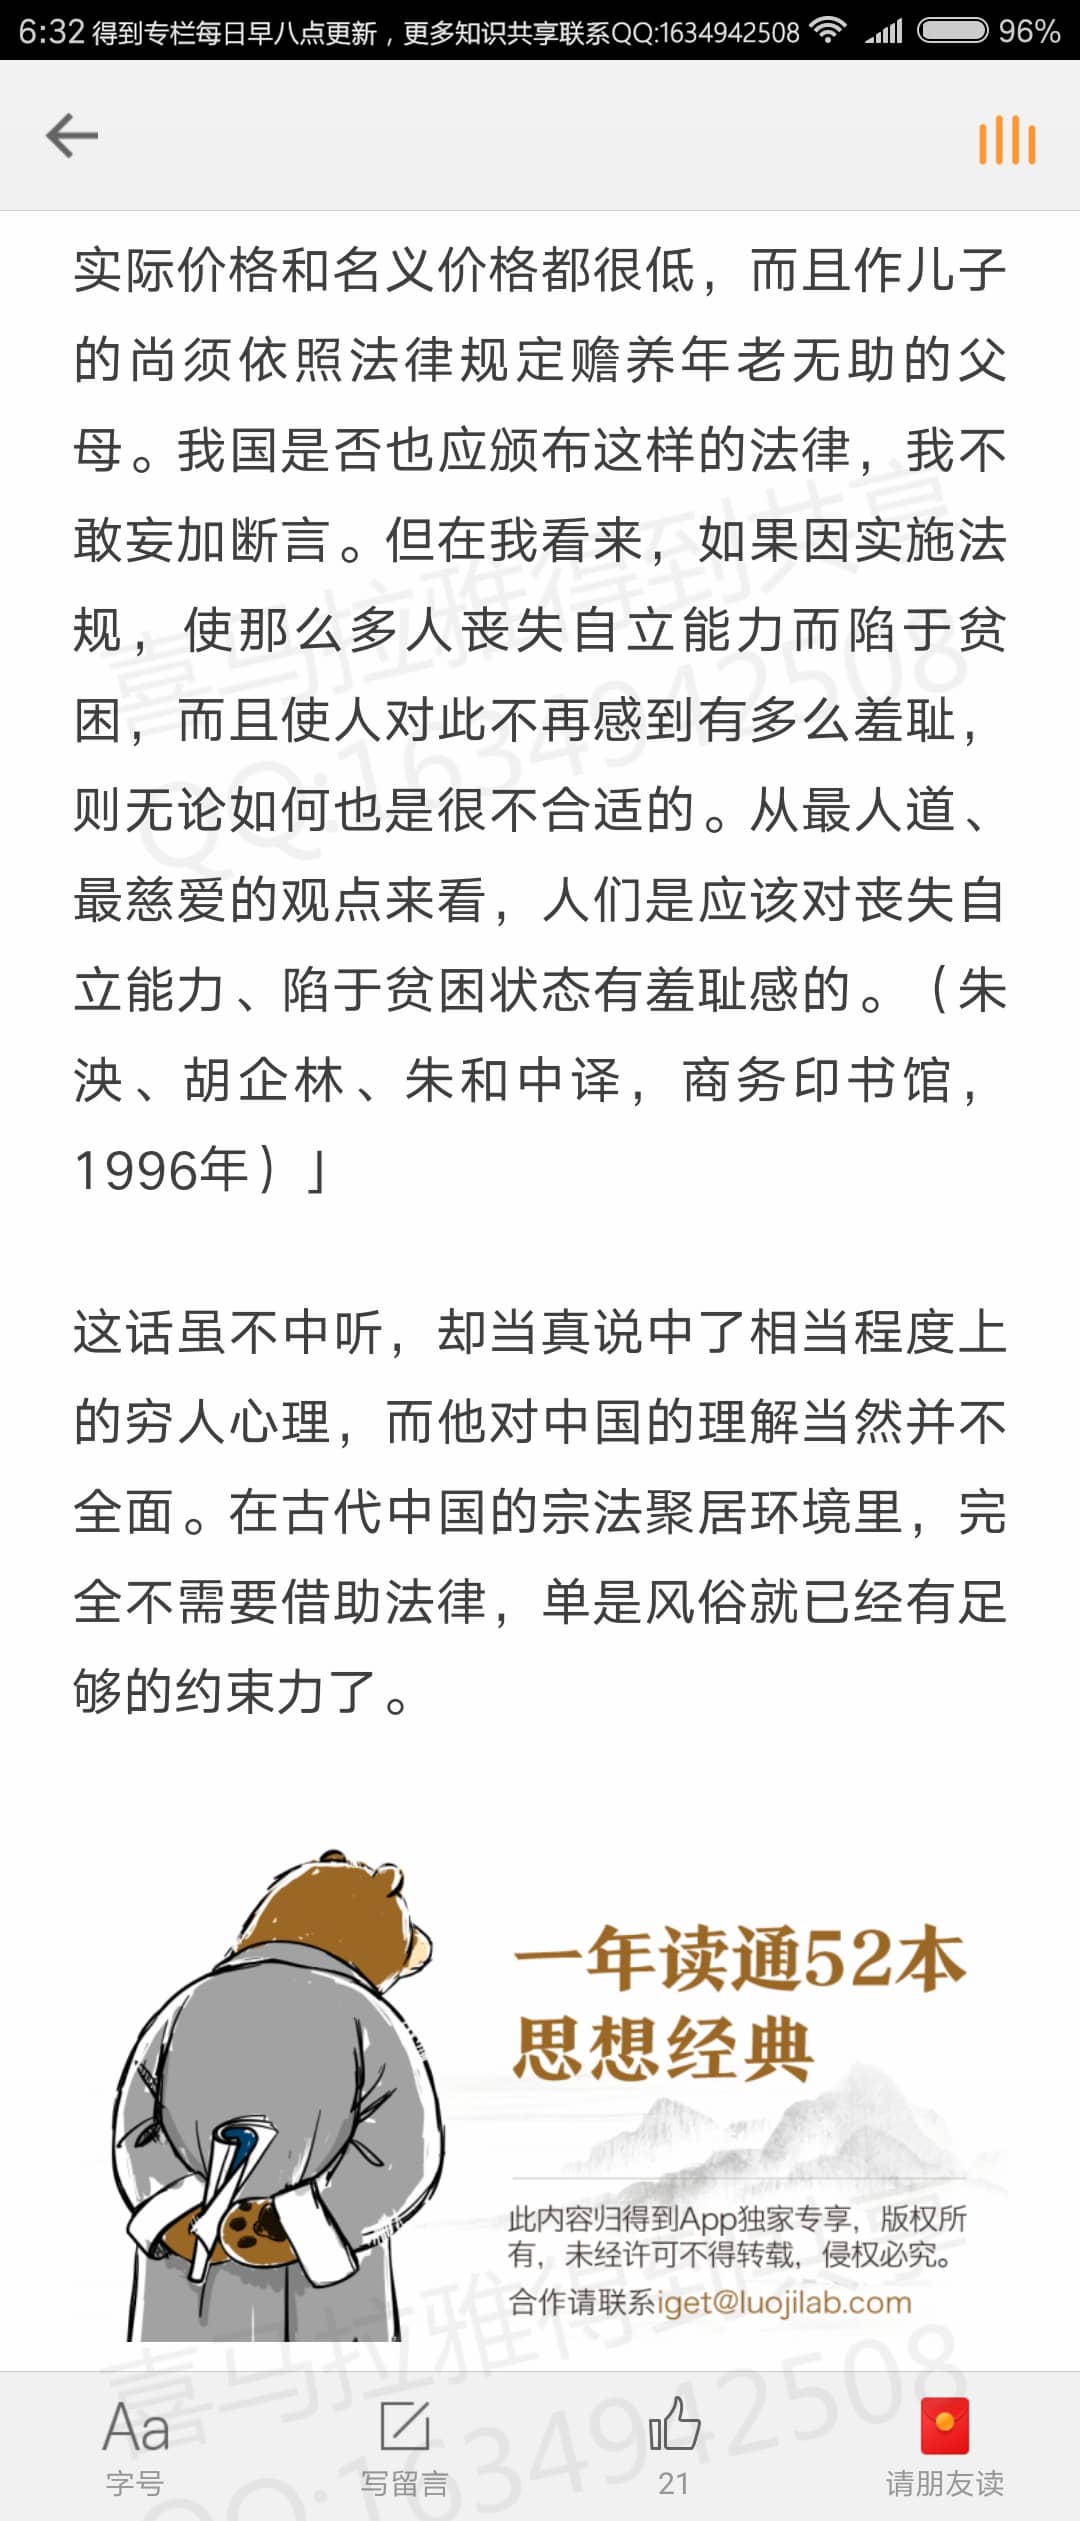 6:32 得到专栏每日早八点更新，更多知识共享联系QQ:1634942508 96%
实际价格和名义价格都很低，而且作儿子
的尚须依照法律规定赡养年老无助的父
母。我国是否也应颁布这样的法律，我不
敢妄加断言。但在我看来，如果因实施法
规，使那么多人丧失自立能力而陷于贫
困，而且使人对此不再感到有多么羞耻，
则无论如何也是很不合适的。从最人道、
最慈爱的观点来看，人们是应该对丧失自
立能力、陷于贫困状态有羞耻感的。（朱
泱、胡企林、朱和中译，商务印书馆，
1996年）」
这话虽不中听，却当真说中了相当程度上
的穷人心理，而他对中国的理解当然并不
全面。在古代中国的宗法聚居环境里，完
全不需要借助法律，单是风俗就已经有足
够的约束力了。
喜马拉雅得到共享
QQ:1634942508
一年读通52本
思想经典
此内容归得到App独家专享，版权所
有，未经许可不得转载，侵权必究。
合作请联系iget@luojilab.com
喜马拉雅得到共享
QQ:1634942508
Aa
字号
写留言
21
请朋友读